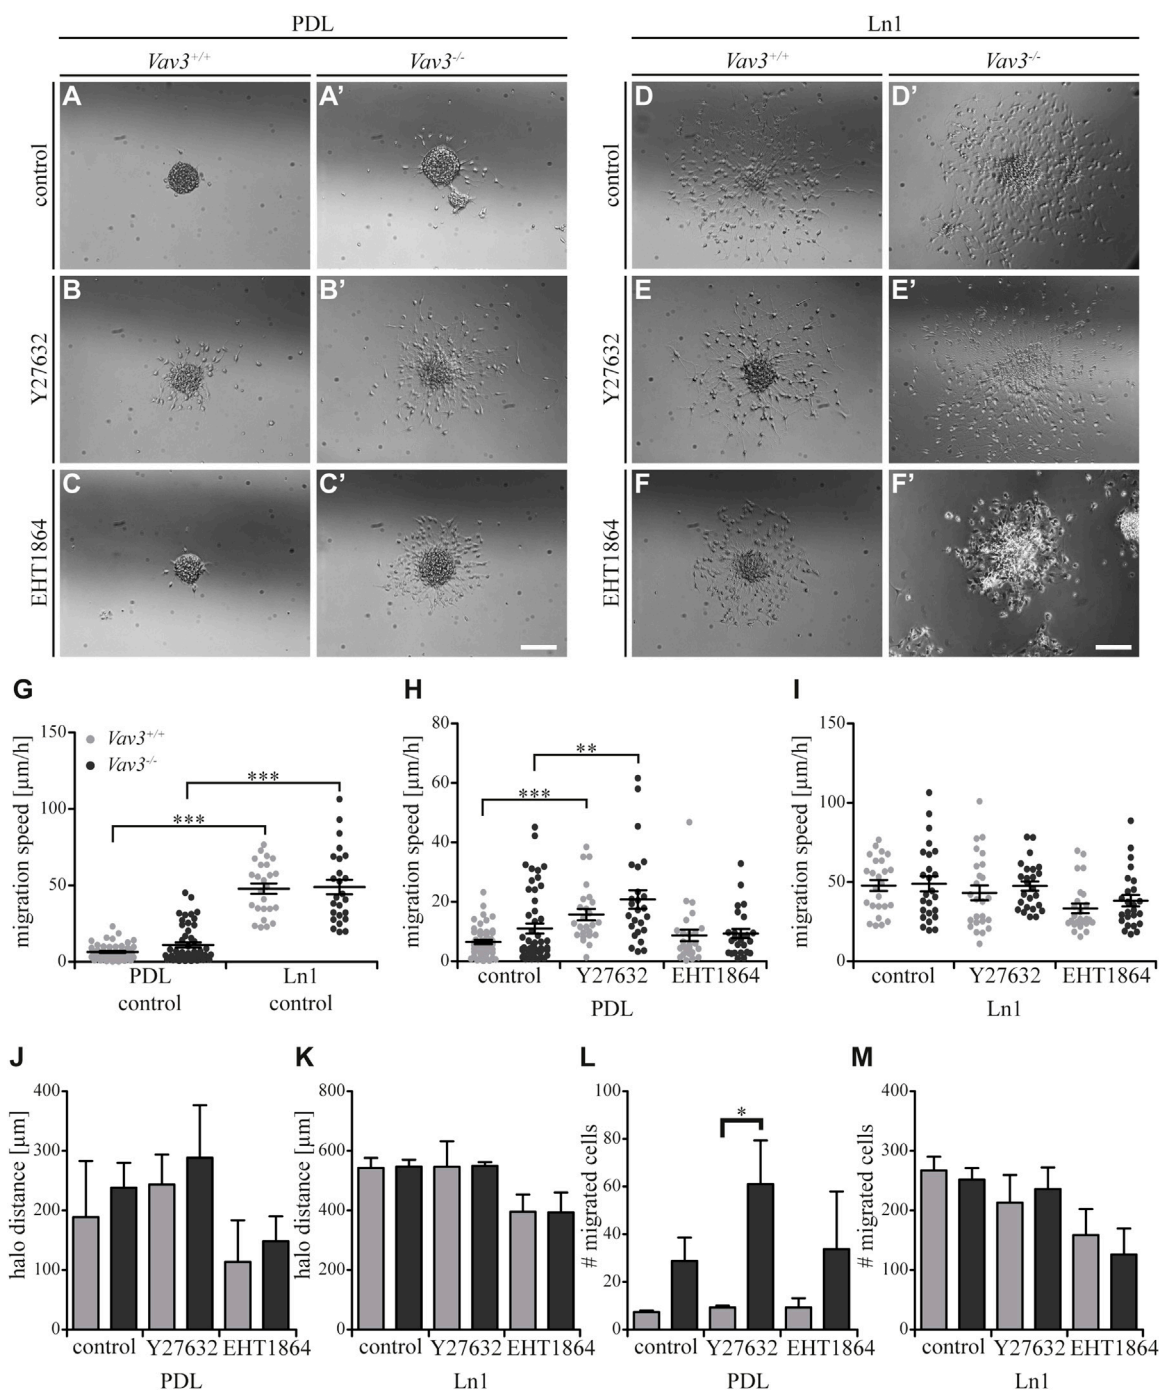 PDL Ln1
Vav3+/+ Vav3-/- Vav3+/+ Vav3-/-
control A A' D D'
Y27632 B B' E E'
EHT1864 C C' F F'
G
migration speed [µm/h]
150
100
50
0
Vav3+/+
Vav3-/-
***
***
PDL Ln1
control control
H
migration speed [µm/h]
80
60
40
20
0
**
***
control Y27632 EHT1864
PDL
I
migration speed [µm/h]
150
100
50
0
control Y27632 EHT1864
Ln1
J
halo distance [µm]
400
300
200
100
0
control Y27632 EHT1864
PDL
K
halo distance [µm]
800
600
400
200
0
control Y27632 EHT1864
Ln1
L
# migrated cells
100
80
60
40
20
0
*
control Y27632 EHT1864
PDL
M
# migrated cells
400
300
200
100
0
control Y27632 EHT1864
Ln1